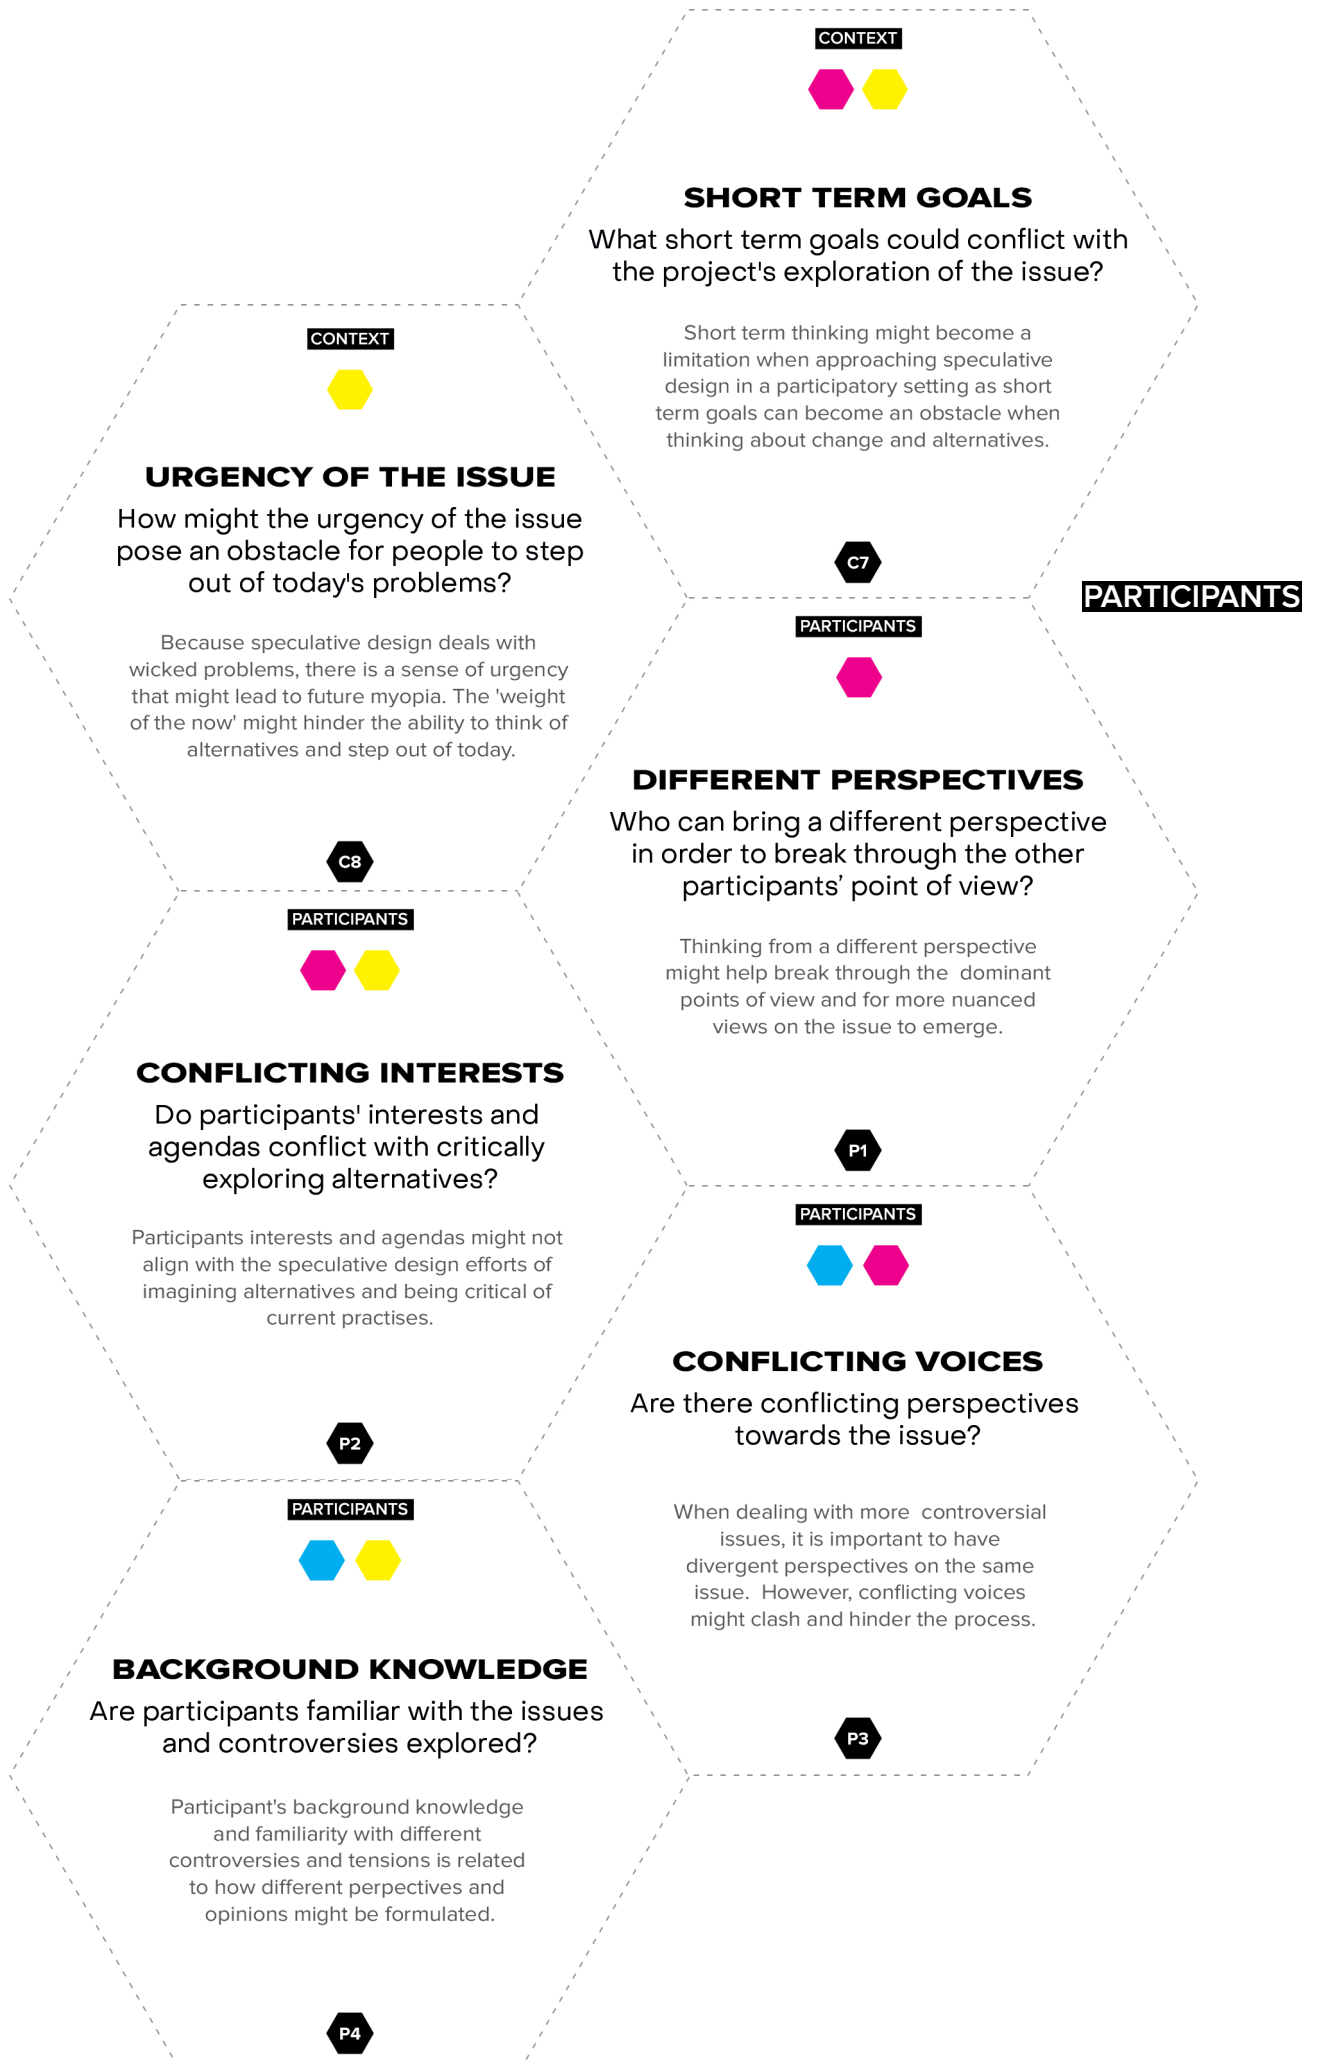 CONTEXT
SHORT TERM GOALS
What short term goals could conflict with
the project's exploration of the issue?
Short term thinking might become a
limitation when approaching speculative
design in a participatory setting as short
term goals can become an obstacle when
thinking about change and alternatives.
C7
CONTEXT
URGENCY OF THE ISSUE
How might the urgency of the issue
pose an obstacle for people to step
out of today's problems?
Because speculative design deals with
wicked problems, there is a sense of urgency
that might lead to future myopia. The 'weight
of the now' might hinder the ability to think of
alternatives and step out of today.
C8
PARTICIPANTS
PARTICIPANTS
DIFFERENT PERSPECTIVES
Who can bring a different perspective
in order to break through the other
participants’ point of view?
Thinking from a different perspective
might help break through the  dominant
points of view and for more nuanced
views on the issue to emerge.
P1
PARTICIPANTS
CONFLICTING INTERESTS
Do participants' interests and
agendas conflict with critically
exploring alternatives?
Participants interests and agendas might not
align with the speculative design efforts of
imagining alternatives and being critical of
current practises.
P2
PARTICIPANTS
CONFLICTING VOICES
Are there conflicting perspectives
towards the issue?
When dealing with more  controversial
issues, it is important to have
divergent perspectives on the same
issue.  However, conflicting voices
might clash and hinder the process.
P3
PARTICIPANTS
BACKGROUND KNOWLEDGE
Are participants familiar with the issues
and controversies explored?
Participant's background knowledge
and familiarity with different
controversies and tensions is related
to how different perpectives and
opinions might be formulated.
P4